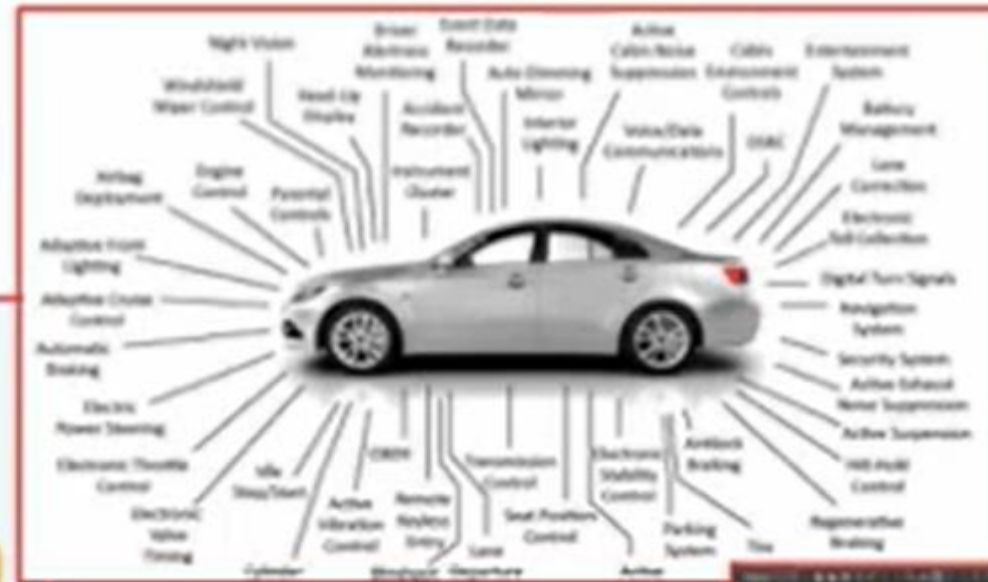 Night Vision
Windshield
Wiper Control
Head-Up
Display
Driver
Alertness
Monitoring
Event Data
Recorder
Accident
Recorder
Auto-Dimming
Mirror
Interior
Lighting
Active
Cabin Noise
Suppression
Voice/Data
Communications
Cabin
Environment
Controls
DSRC
Entertainment
System
Battery
Management
Lane
Correction
Electronic
Toll Collection
Digital Turn Signals
Navigation
System
Security System
Active Exhaust
Noise Suppression
Active Suspension
Hill-Hold
Control
Regenerative
Braking
Antilock
Braking
Tire
Parking
System
Electronic
Stability
Control
Active
Seat Position
Control
Transmission
Control
Lane
Departure
Remote
Keyless
Entry
Blindspot
OBDII
Active
Vibration
Control
Cylinder
Idle
Stop/Start
Electronic
Valve
Timing
Electronic Throttle
Control
Electric
Power Steering
Automatic
Braking
Adaptive Cruise
Control
Adaptive Front
Lighting
Airbag
Deployment
Engine
Control
Parental
Controls
Instrument
Cluster